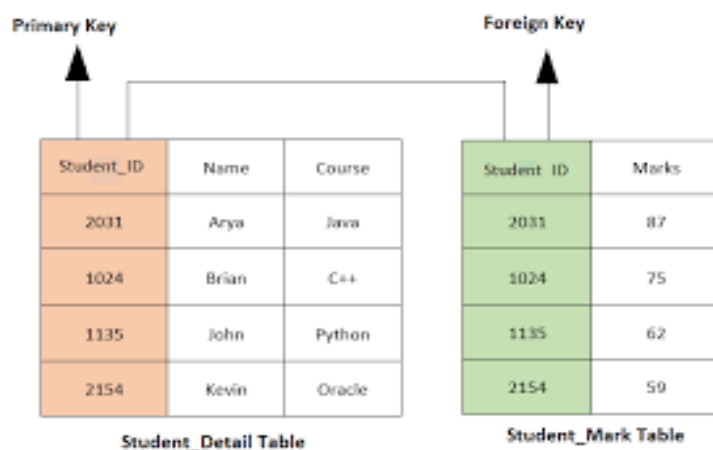 Primary Key
Foreign Key
Student_ID Name Course
2031 Arya Java
1024 Brian C++
1135 John Python
2154 Kevin Oracle
Student_Detail Table
Student ID Marks
2031 87
1024 75
1135 62
2154 59
Student_Mark Table